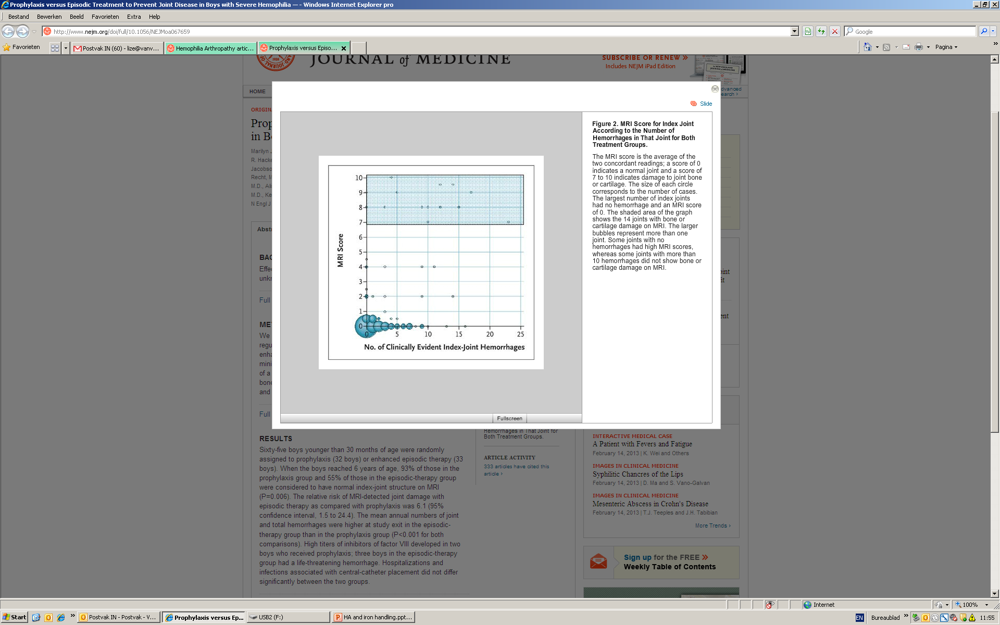 Prophylaxis versus Episodic Treatment to Prevent Joint Disease in Boys with Severe Hemophilia — - Windows Internet Explorer pro
Bestand Bewerken Beeld Favorieten Extra Help
http://www.nejm.org/doi/full/10.1056/NEJMoa067659
Google
Favorieten
Postvak IN (60) - lize@vanv...
Hemophilia Arthropathy artic...
Prophylaxis versus Episo...
Pagina
JOURNAL of MEDICINE
SUBSCRIBE OR RENEW »
Includes NEJM iPad Edition
HOME
dvanced
earch ›
Slide
ORIGIN
Prop
in B
Marilyn J
R. Hacke
Jacobso
Recht, M
M.D., Ali
M.D., Ke
N Engl J
Abst
BAC
Effe
unkn
Full
ME
We
regu
enha
mini
of a
bone
and
Full
10
9
8
7
6
5
4
3
2
1
0
MRI Score
0 5 10 15 20 25
No. of Clinically Evident Index-Joint Hemorrhages
Fullscreen
Figure 2. MRI Score for Index Joint
According to the Number of
Hemorrhages in That Joint for Both
Treatment Groups.
The MRI score is the average of the
two concordant readings; a score of 0
indicates a normal joint and a score of
7 to 10 indicates damage to joint bone
or cartilage. The size of each circle
corresponds to the number of cases.
The largest number of index joints
had no hemorrhage and an MRI score
of 0. The shaded area of the graph
shows the 14 joints with bone or
cartilage damage on MRI. The larger
bubbles represent more than one
joint. Some joints with no
hemorrhages had high MRI scores,
whereas some joints with more than
10 hemorrhages did not show bone or
cartilage damage on MRI.
oint
it
ent
RESULTS
Sixty-five boys younger than 30 months of age were randomly
assigned to prophylaxis (32 boys) or enhanced episodic therapy (33
boys). When the boys reached 6 years of age, 93% of those in the
prophylaxis group and 55% of those in the episodic-therapy group
were considered to have normal index-joint structure on MRI
(P=0.006). The relative risk of MRI-detected joint damage with
episodic therapy as compared with prophylaxis was 6.1 (95%
confidence interval, 1.5 to 24.4). The mean annual numbers of joint
and total hemorrhages were higher at study exit in the episodic-
therapy group than in the prophylaxis group (P<0.001 for both
comparisons). High titers of inhibitors of factor VIII developed in two
boys who received prophylaxis; three boys in the episodic-therapy
group had a life-threatening hemorrhage. Hospitalizations and
infections associated with central-catheter placement did not differ
significantly between the two groups.
Hemorrhages in That Joint for
Both Treatment Groups.
ARTICLE ACTIVITY
333 articles have cited this
article ›
INTERACTIVE MEDICAL CASE
A Patient with Fevers and Fatigue
February 14, 2013 | K. Wei and Others
IMAGES IN CLINICAL MEDICINE
Syphilitic Chancres of the Lips
February 14, 2013 | D. Ma and S. Vano-Galvan
IMAGES IN CLINICAL MEDICINE
Mesenteric Abscess in Crohn's Disease
February 14, 2013 | T.J. Teeples and J.H. Tabibian
More Trends ›
Sign up for the FREE »
Weekly Table of Contents
Internet
100%
Start
Postvak IN - Postvak - V...
Prophylaxis versus Ep...
USB2 (F:)
HA and iron handling.ppt...
EN
Bureaublad
11:55